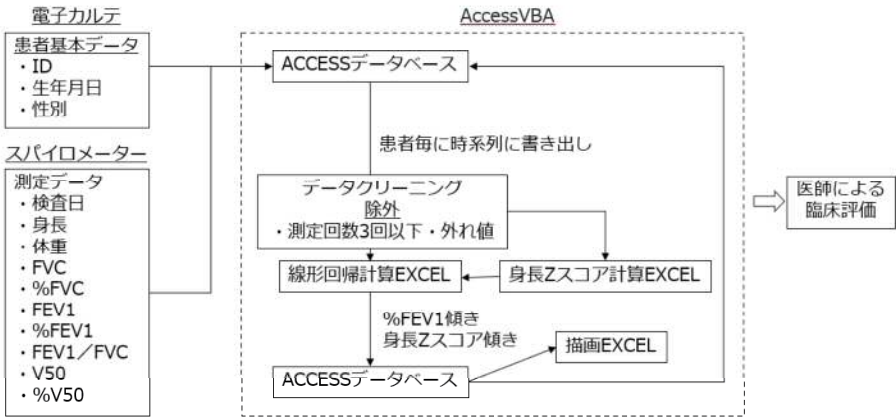 電子カルテ
患者基本データ
・ID
・生年月日
・性別
スパイロメーター
測定データ
・検査日
・身長
・体重
・FVC
・%FVC
・FEV1
・%FEV1
・FEV1／FVC
・V50
・%V50
AccessVBA
ACCESSデータベース
患者毎に時系列に書き出し
データクリーニング
除外
・測定回数3回以下・外れ値
線形回帰計算EXCEL
身長Zスコア計算EXCEL
%FEV1傾き
身長Zスコア傾き
描画EXCEL
ACCESSデータベース
医師による
臨床評価